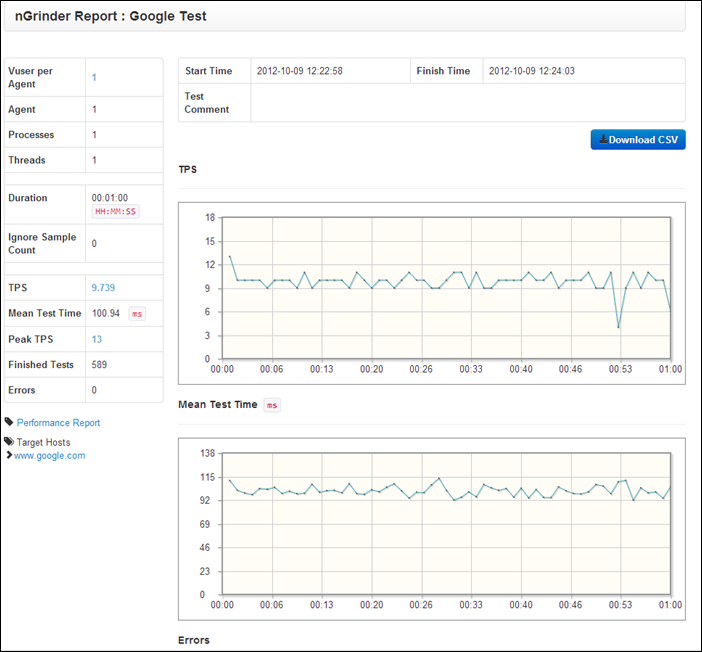 nGrinder Report : Google Test
Vuser per Agent 1
Agent 1
Processes 1
Threads 1
Duration 00:01:00 HH:MM:SS
Ignore Sample Count 0
TPS 9.739
Mean Test Time 100.94 ms
Peak TPS 13
Finished Tests 589
Errors 0
Performance Report
Target Hosts
www.google.com
Start Time 2012-10-09 12:22:58 Finish Time 2012-10-09 12:24:03
Test Comment
Download CSV
TPS
18
15
12
9
6
3
0
00:00 00:06 00:13 00:20 00:26 00:33 00:40 00:46 00:53 01:00
Mean Test Time ms
138
115
92
69
46
23
0
00:00 00:06 00:13 00:20 00:26 00:33 00:40 00:46 00:53 01:00
Errors